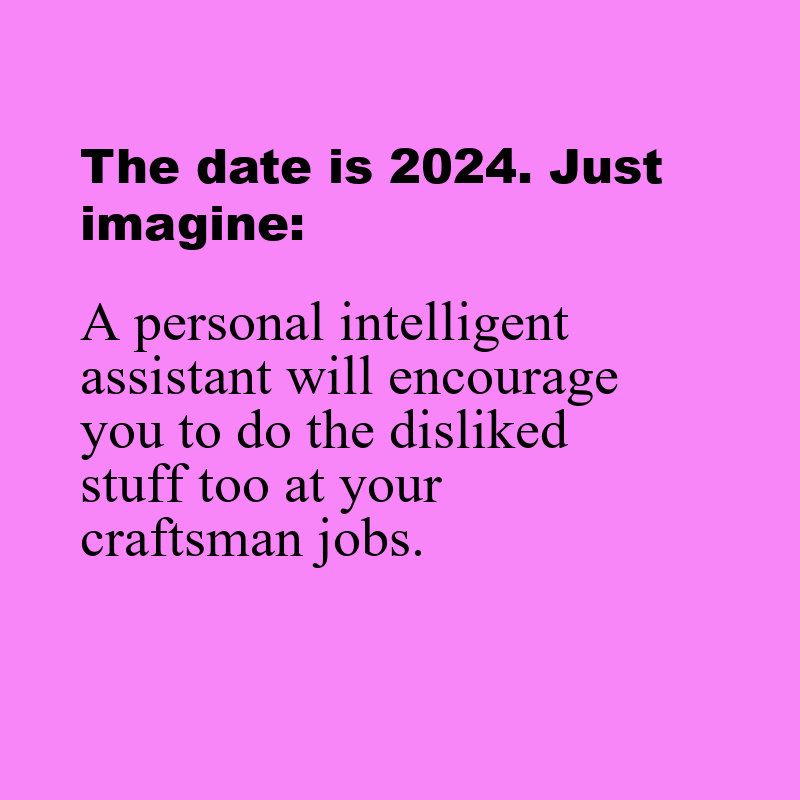 The date is 2024. Just
imagine:
A personal intelligent
assistant will encourage
you to do the disliked
stuff too at your
craftsman jobs.